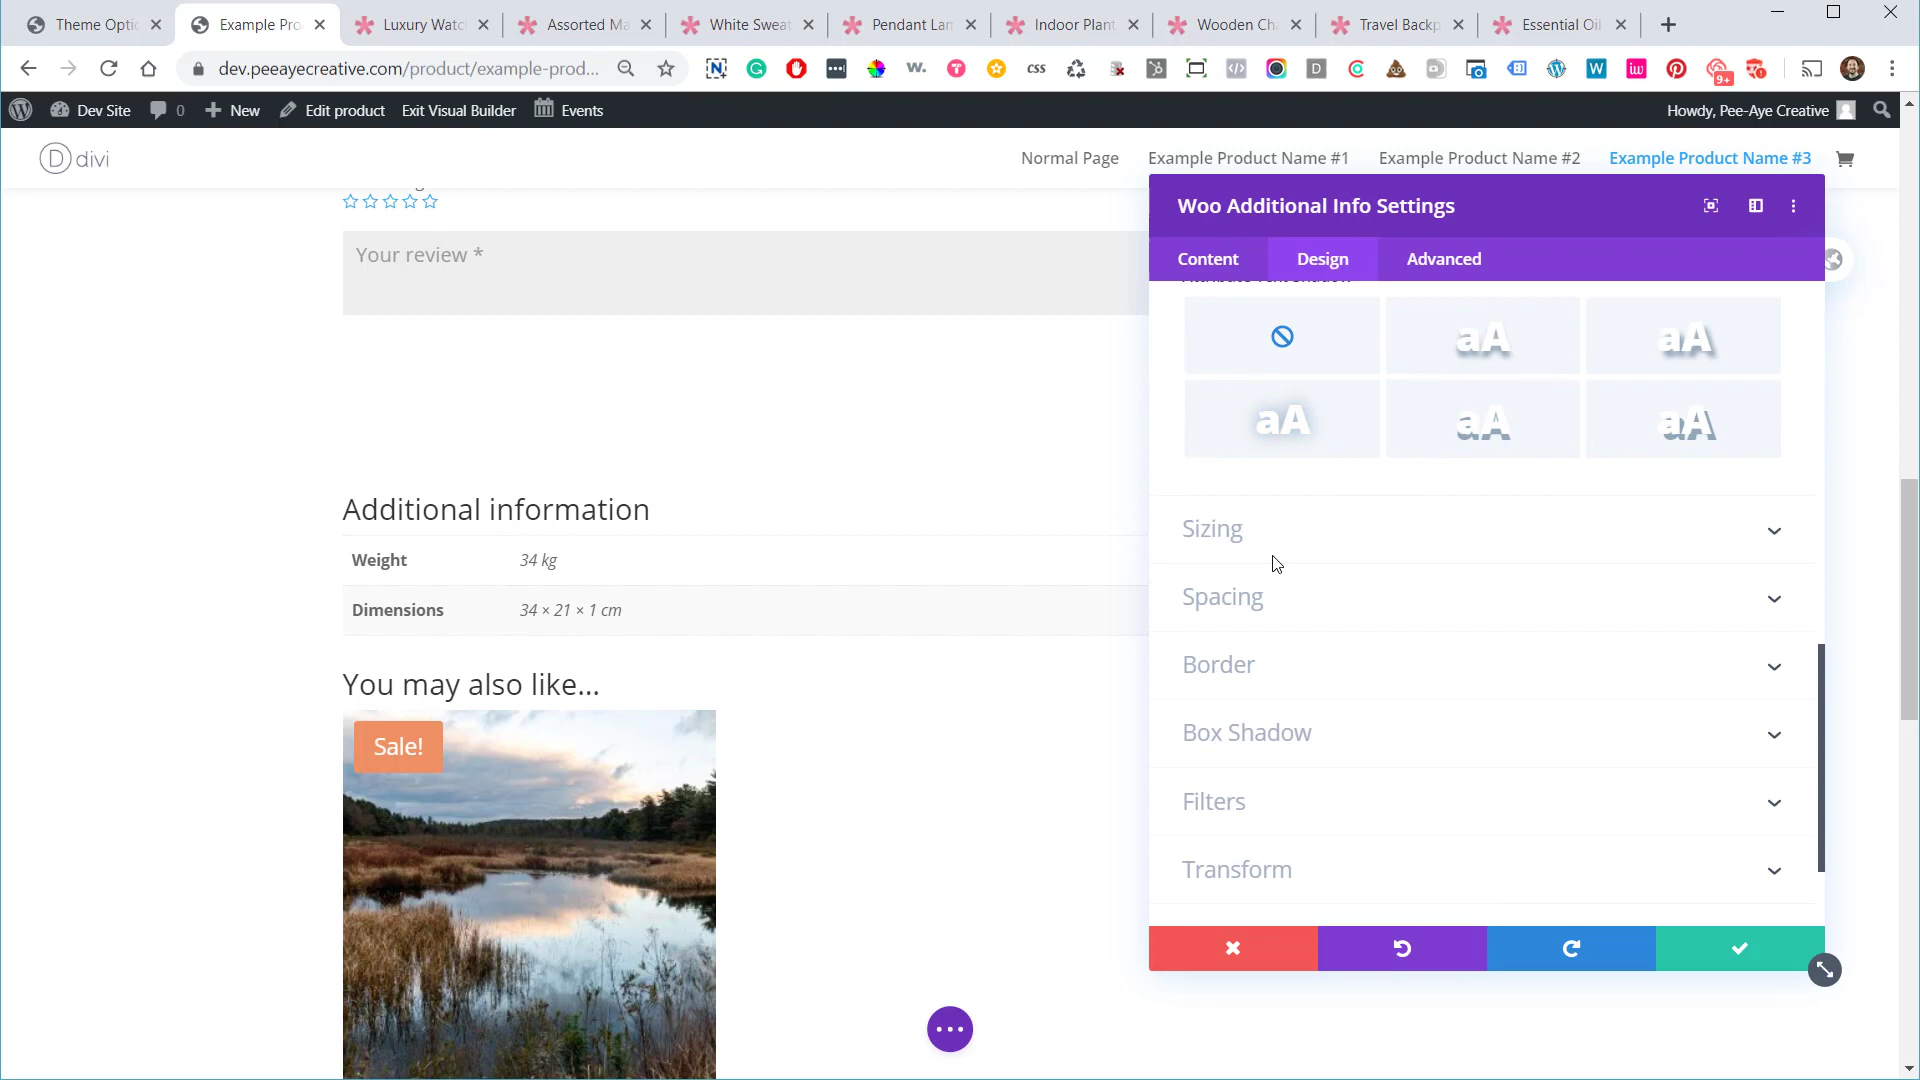 Theme Optic
Example Pro
Luxury Watc
Assorted Ma
White Sweat
Pendant Lam
Indoor Plant
Wooden Cha
Travel Backp
Essential Oil
dev.peeayecreative.com/product/example-prod...
CSS
9+
Dev Site
0
New
Edit product
Exit Visual Builder
Events
Howdy, Pee-Aye Creative
D divi
Normal Page
Example Product Name #1
Example Product Name #2
Example Product Name #3
Your review *
Additional information
Weight 34 kg
Dimensions 34 × 21 × 1 cm
You may also like...
Sale!
Woo Additional Info Settings
Content
Design
Advanced
aA
aA
aA
aA
aA
Sizing
Spacing
Border
Box Shadow
Filters
Transform